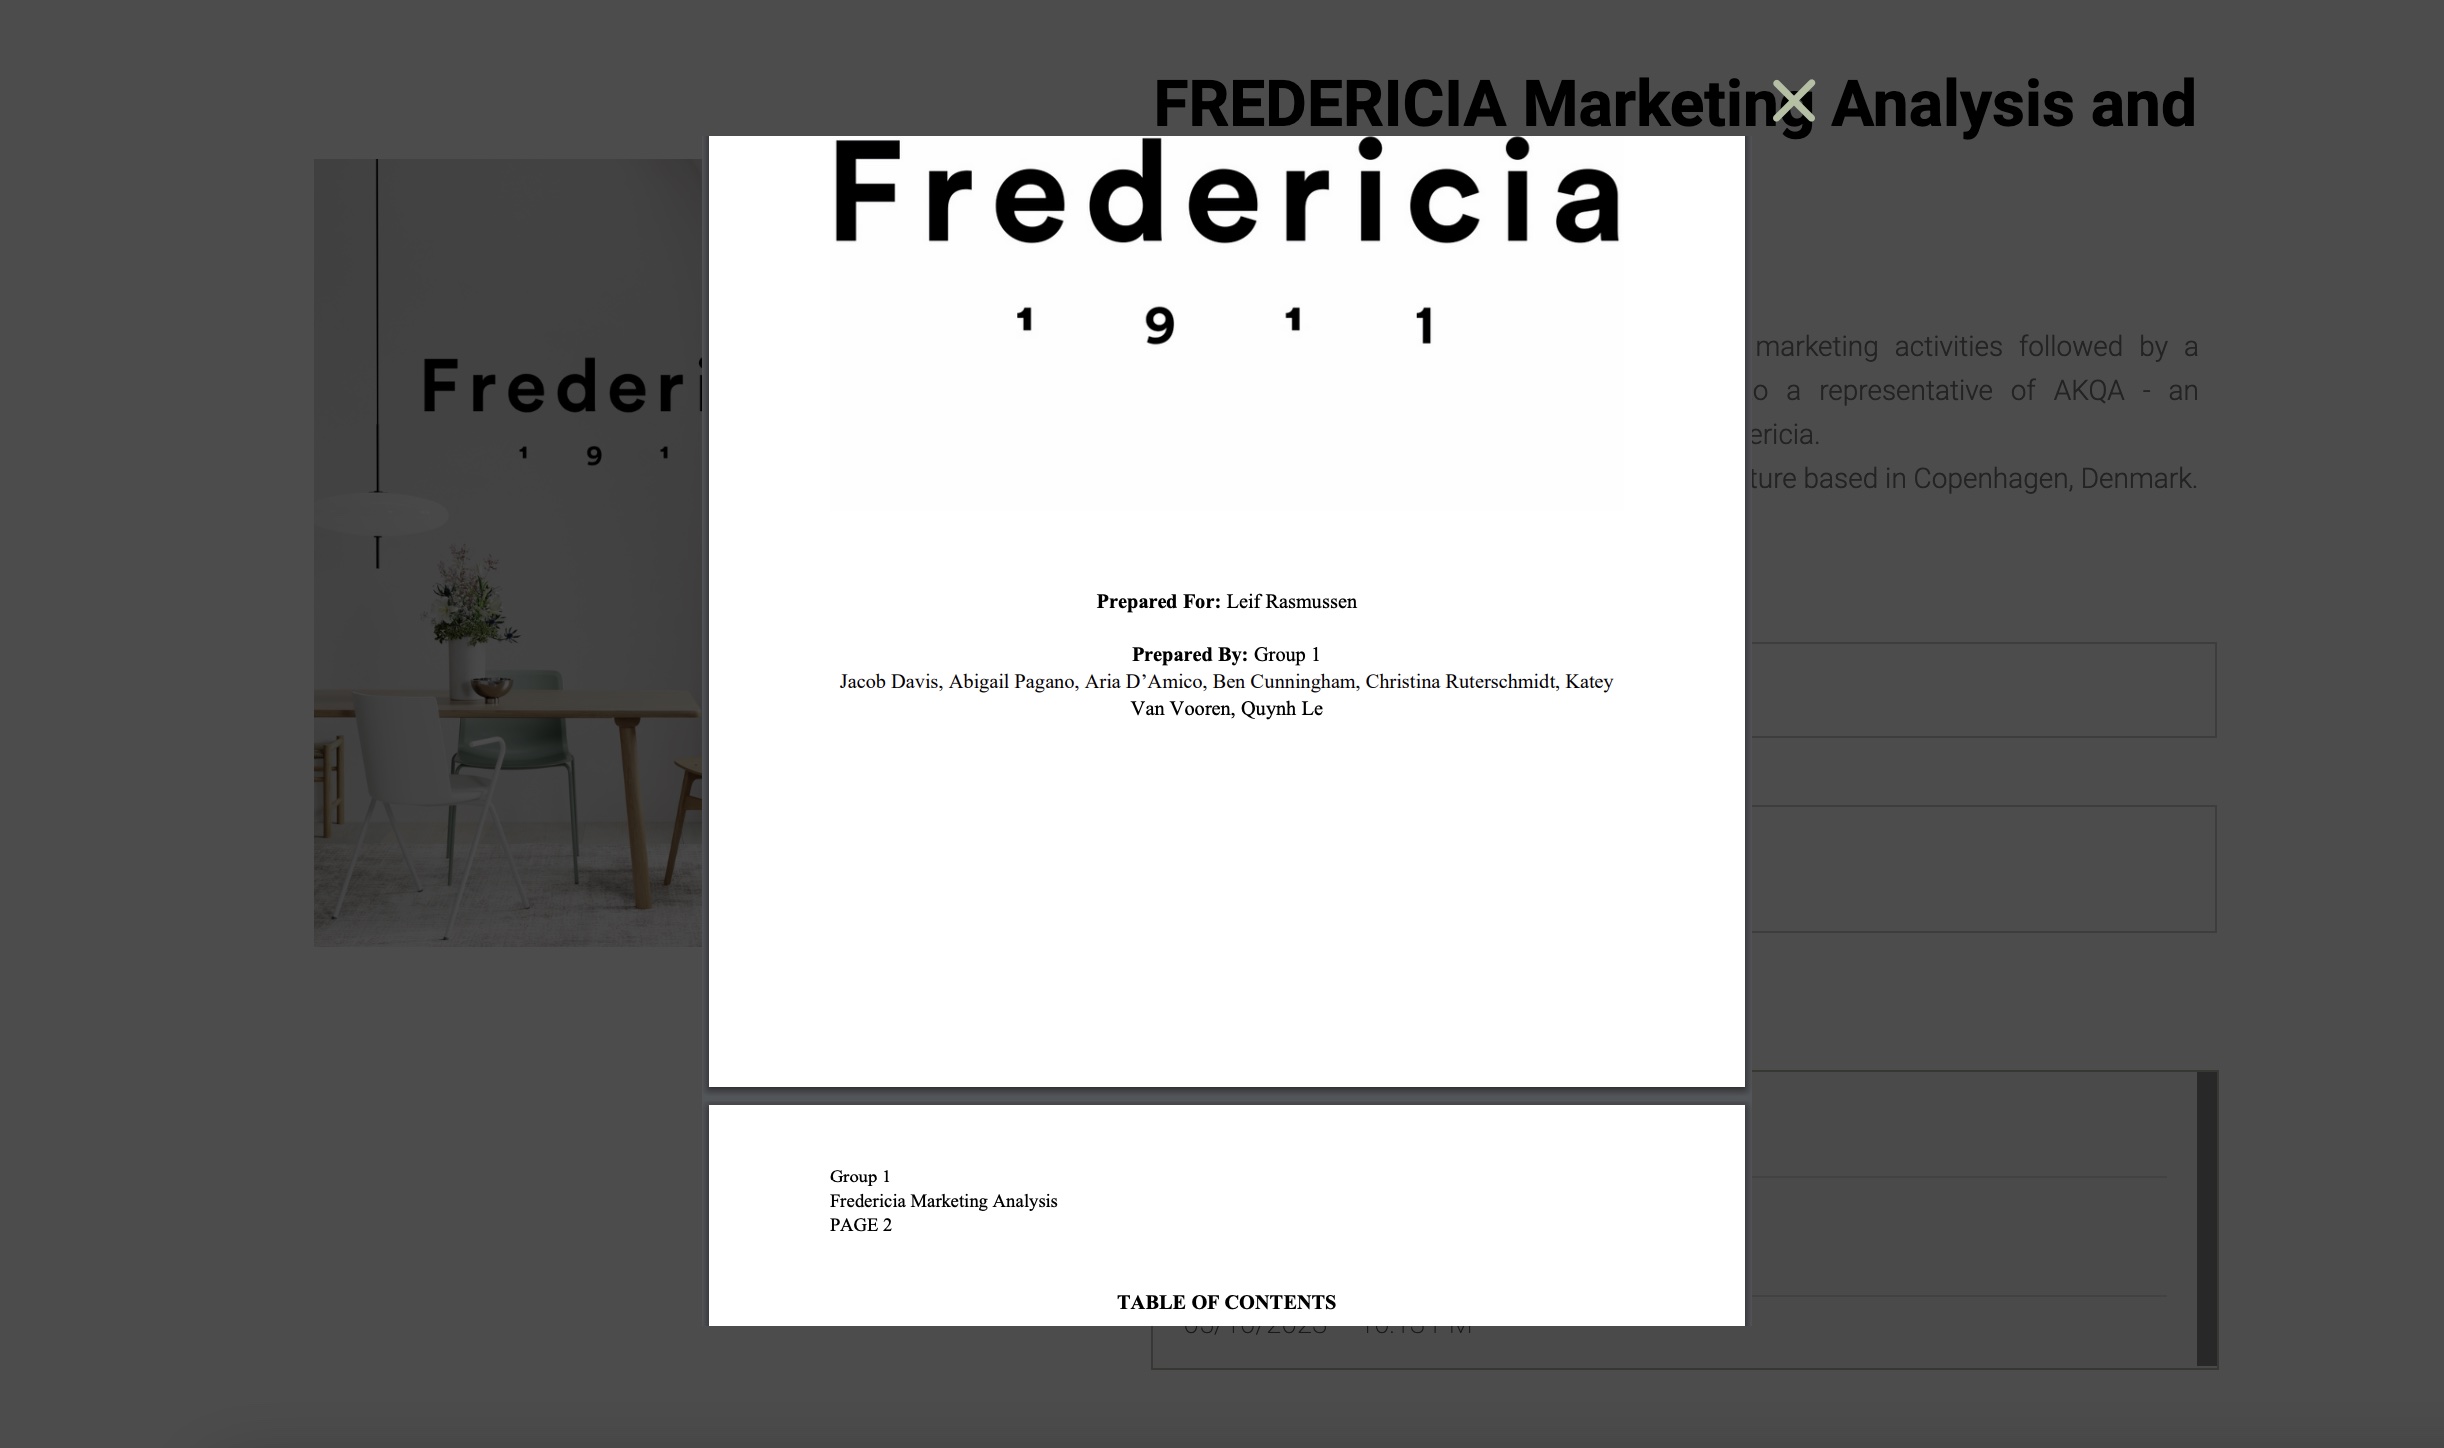 FREDERICIA Marketing Analysis and
Fredericia
1 9 1 1
Frederi
1 9 1
marketing activities followed by a
a representative of AKQA - an
ericia.
ture based in Copenhagen, Denmark.
Prepared For: Leif Rasmussen
Prepared By: Group 1
Jacob Davis, Abigail Pagano, Aria D’Amico, Ben Cunningham, Christina Ruterschmidt, Katey
Van Vooren, Quynh Le
Group 1
Fredericia Marketing Analysis
PAGE 2
TABLE OF CONTENTS